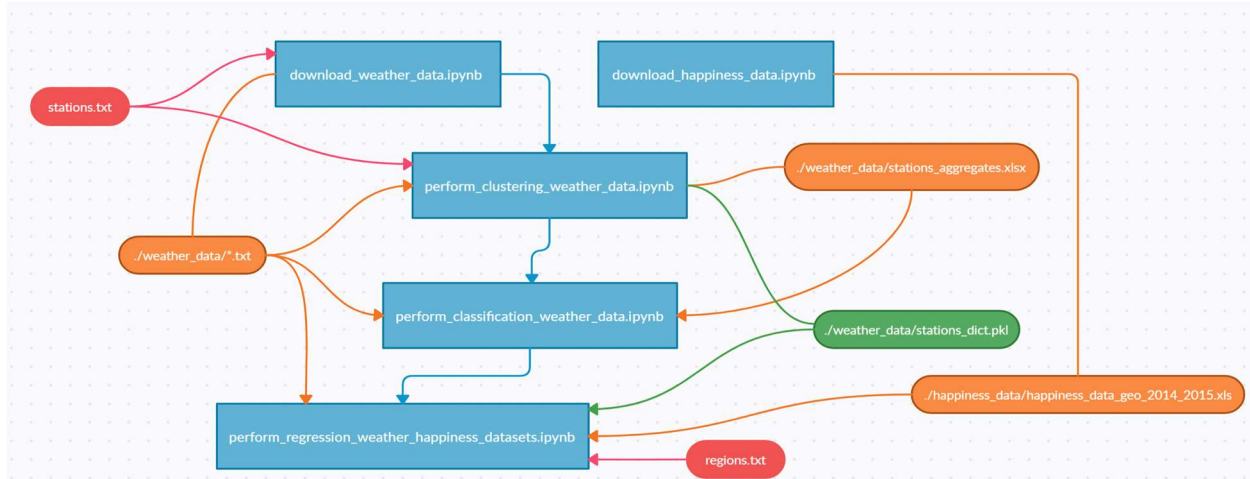 download_weather_data.ipynb
download_happiness_data.ipynb
stations.txt
perform_clustering_weather_data.ipynb
./weather_data/stations_aggregates.xlsx
./weather_data/*.txt
perform_classification_weather_data.ipynb
./weather_data/stations_dict.pkl
./happiness_data/happiness_data_geo_2014_2015.xls
perform_regression_weather_happiness_datasets.ipynb
regions.txt